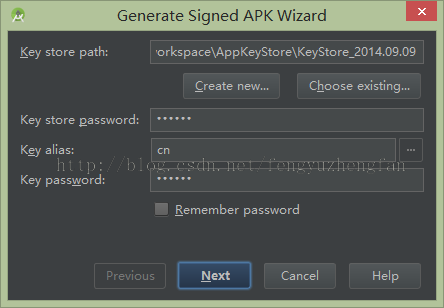 Generate Signed APK Wizard
Key store path: orkspace\AppKeyStore\KeyStore_2014.09.09
Create new... Choose existing...
Key store password: ••••••
Key alias: cn ...
http://blog.csdn.net/fengyuzhengfan
Key password: ••••••
Remember password
Previous Next Cancel Help